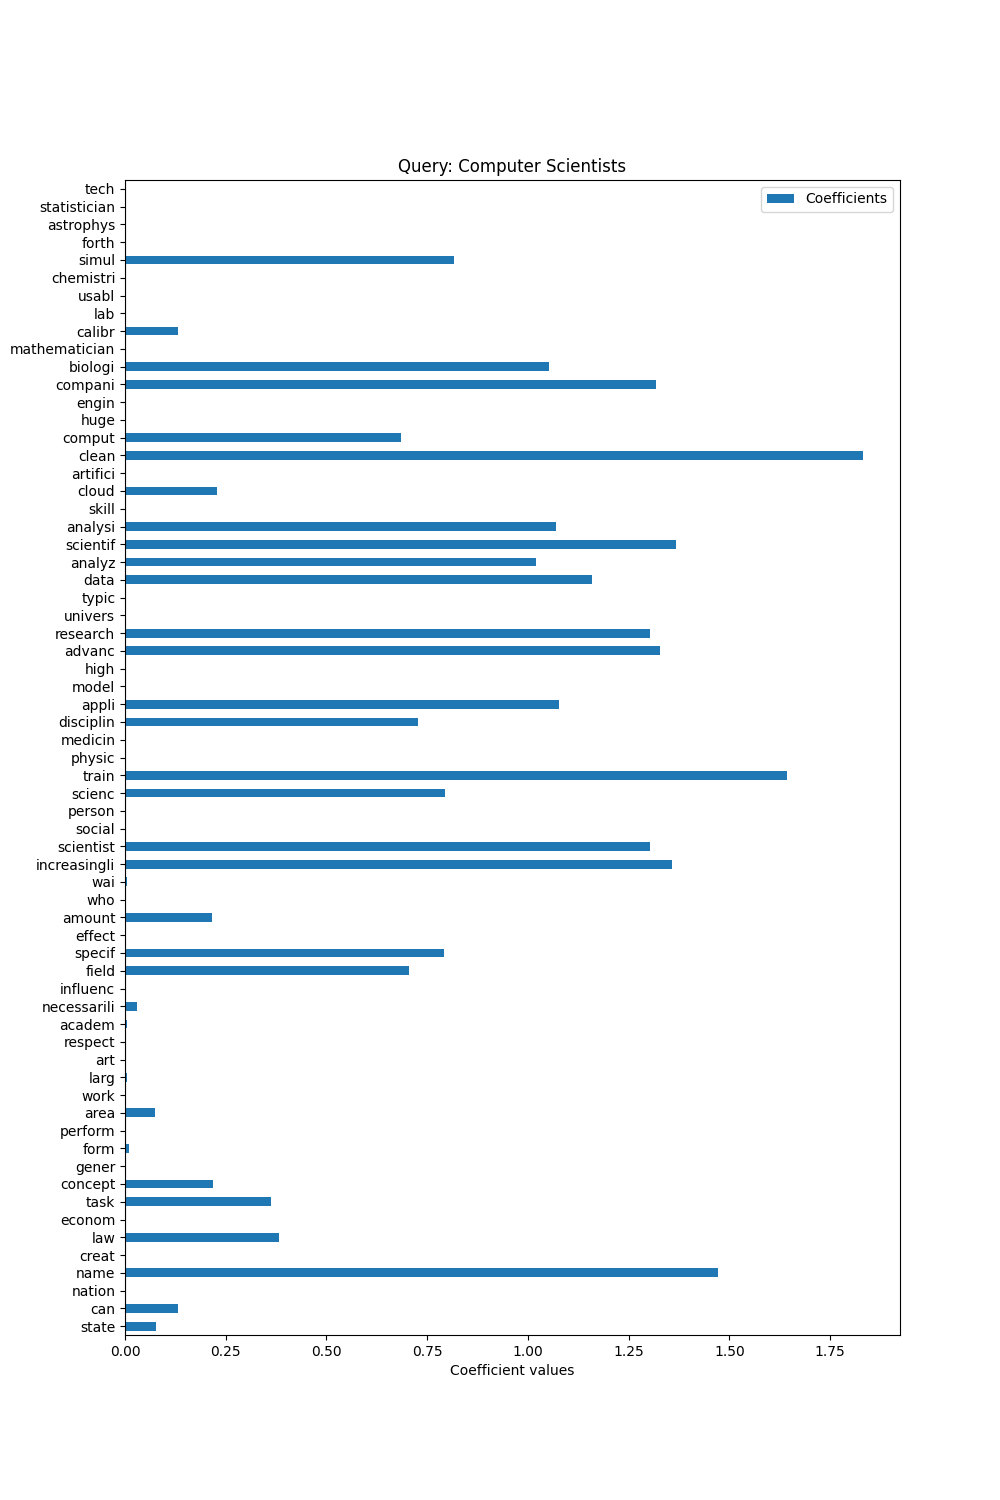 Query: Computer Scientists
Coefficients
tech
statistician
astrophys
forth
simul
chemistri
usabl
lab
calibr
mathematician
biologi
compani
engin
huge
comput
clean
artifici
cloud
skill
analysi
scientif
analyz
data
typic
univers
research
advanc
high
model
appli
disciplin
medicin
physic
train
scienc
person
social
scientist
increasingli
wai
who
amount
effect
specif
field
influenc
necessarili
academ
respect
art
larg
work
area
perform
form
gener
concept
task
econom
law
creat
name
nation
can
state
0.00 0.25 0.50 0.75 1.00 1.25 1.50 1.75
Coefficient values